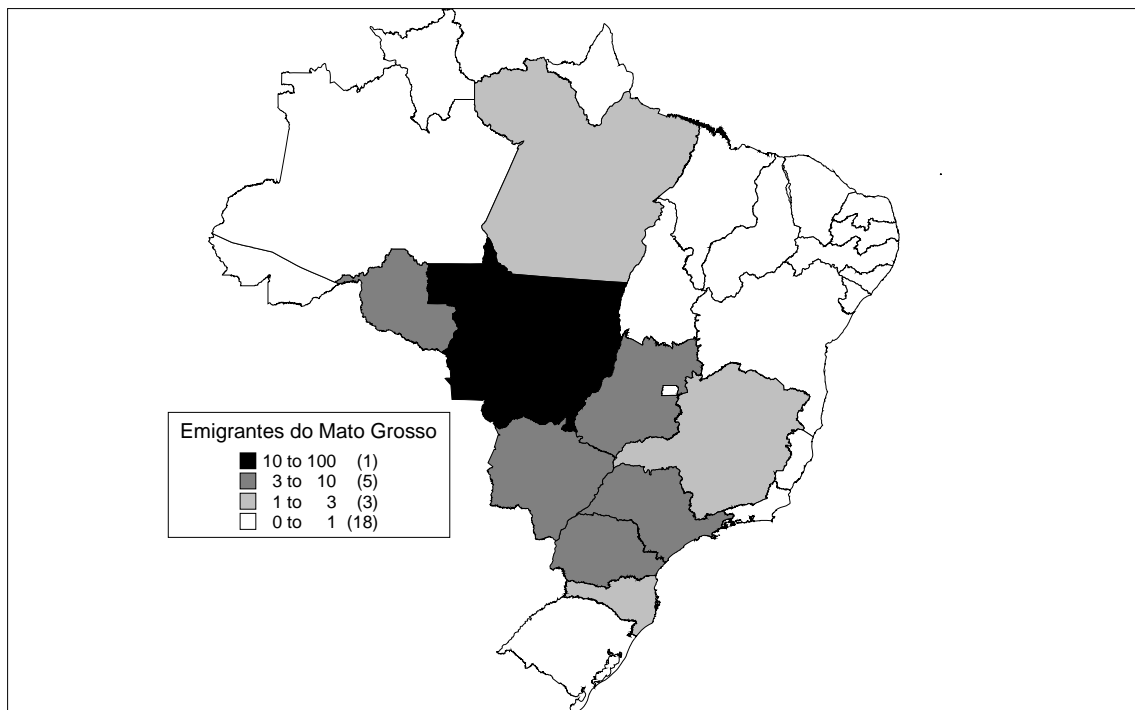 Emigrantes do Mato Grosso
10 to 100 (1)
3 to 10 (5)
1 to 3 (3)
0 to 1 (18)